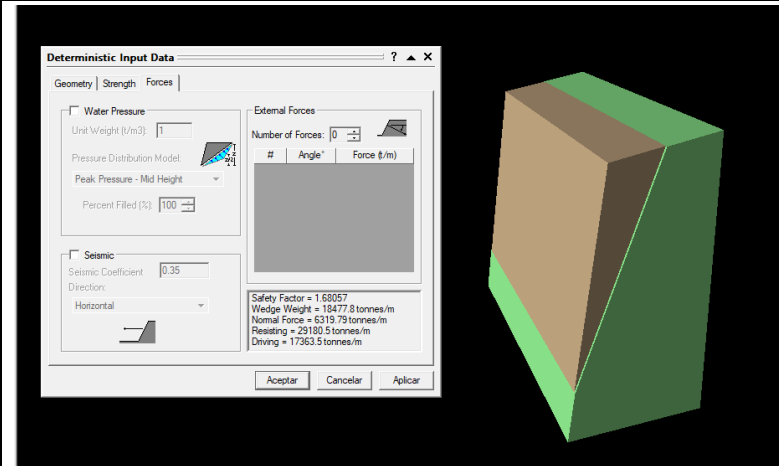 Deterministic Input Data ? ▲ ✕
Geometry Strength Forces
Water Pressure
Unit Weight (t/m3): 1
Pressure Distribution Model:
Peak Pressure - Mid Height
Percent Filled (%): 100
Seismic
Seismic Coefficient 0.35
Direction:
Horizontal
External Forces
Number of Forces: 0
# Angle° Force (t/m)
Safety Factor = 1.68057
Wedge Weight = 18477.8 tonnes/m
Normal Force = 6319.79 tonnes/m
Resisting = 29180.5 tonnes/m
Driving = 17363.5 tonnes/m
Aceptar Cancelar Aplicar